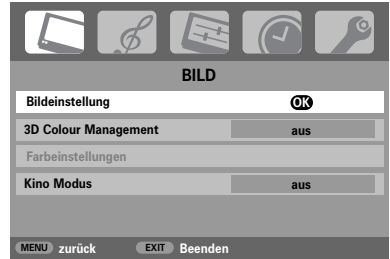 BILD
Bildeinstellung OK
3D Colour Management aus
Farbeinstellungen
Kino Modus aus
MENU zurück EXIT Beenden